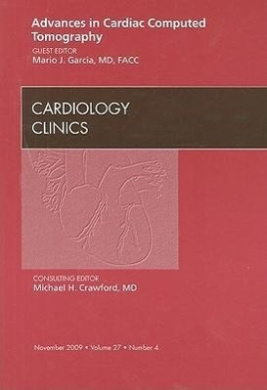 Advances in Cardiac Computed
Tomography
GUEST EDITOR
Mario J. Garcia, MD, FACC
CARDIOLOGY
CLINICS
CONSULTING EDITOR
Michael H. Crawford, MD
November 2009 • Volume 27 • Number 4